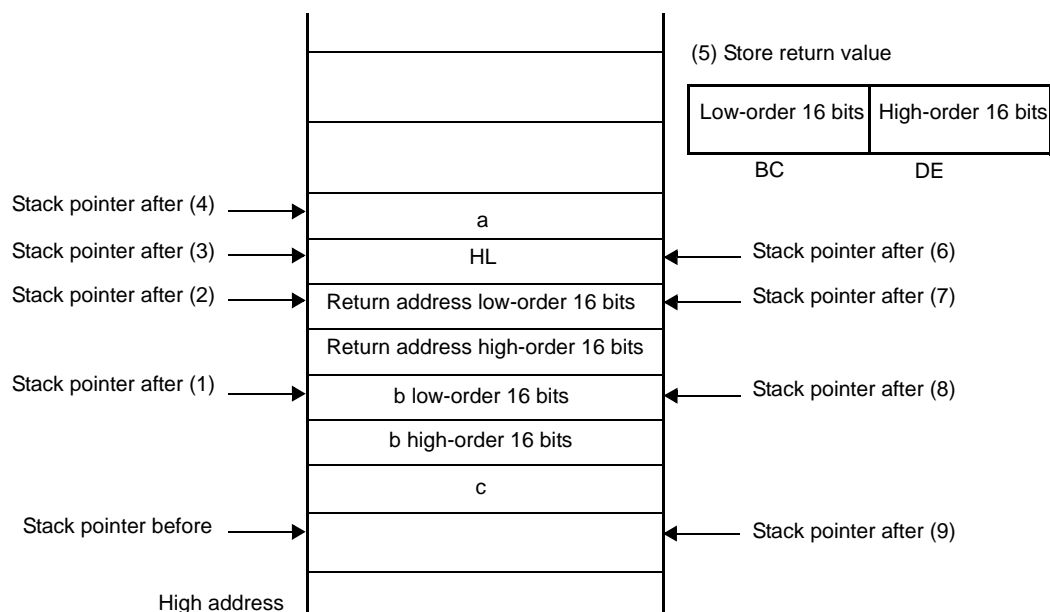 (5) Store return value
Low-order 16 bits
High-order 16 bits
BC
DE
Stack pointer after (4)
a
Stack pointer after (3)
HL
Stack pointer after (6)
Stack pointer after (2)
Return address low-order 16 bits
Stack pointer after (7)
Return address high-order 16 bits
Stack pointer after (1)
b low-order 16 bits
Stack pointer after (8)
b high-order 16 bits
c
Stack pointer before
Stack pointer after (9)
High address